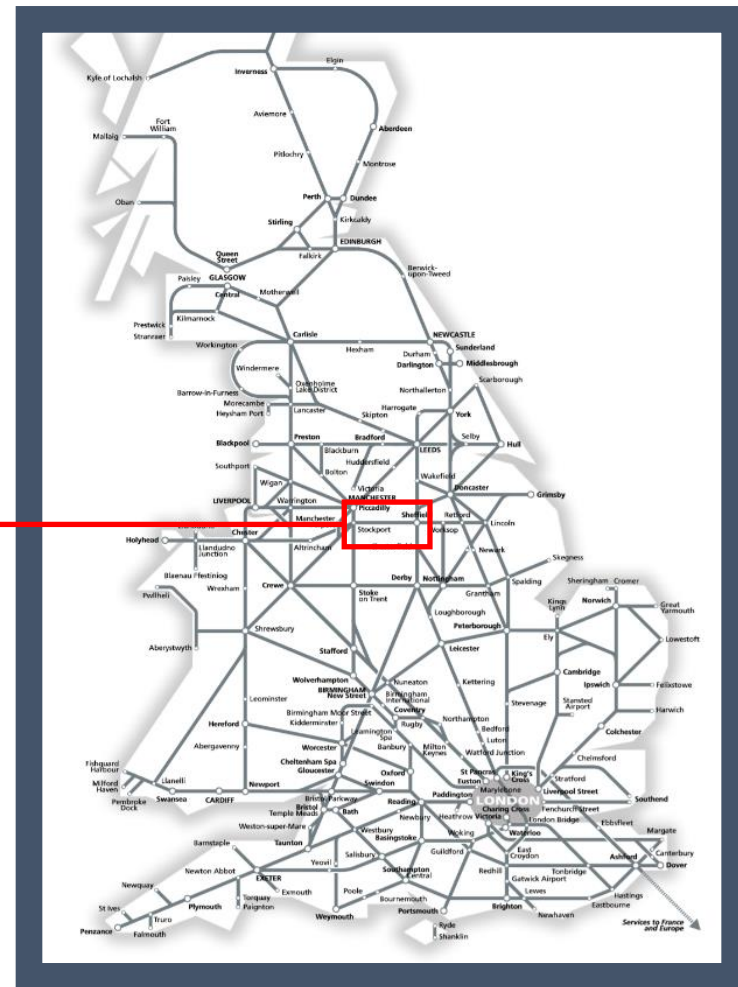 Elgin
Inverness
Kyle of Lochalsh
Aviemore
Fort
William
Aberdeen
Mallaig
Pitlochry
Montrose
Perth
Dundee
Oban
Stirling
Kirkcaldy
EDINBURGH
Queen
Street
Falkirk
Berwick-
upon-Tweed
Paisley
GLASGOW
Central
Motherwell
Prestwick
Kilmarnock
Stranraer
Carlisle
NEWCASTLE
Workington
Hexham
Sunderland
Durham
Darlington
Middlesbrough
Windermere
Oxenholme
Lake District
Scarborough
Barrow-in-Furness
Northallerton
Morecambe
Heysham Port
Lancaster
Harrogate
Skipton
York
Blackpool
Preston
Bradford
Selby
Hull
Blackburn
LEEDS
Southport
Huddersfield
Bolton
Wakefield
Wigan
Victoria
Doncaster
Grimsby
LIVERPOOL
Warrington
MANCHESTER
Piccadilly
Manchester
Sheffiel
Retford
Lincoln
Stockport
Worksop
Chester
Holyhead
Llandudno
Junction
Altrincham
Newark
Skegness
Blaenau Ffestiniog
Wrexham
Crewe
Stoke
on Trent
Derby
Nottingham
Grantham
Spalding
Sheringham
Cromer
Pwllheli
Loughborough
Kings
Lynn
Norwich
Great
Yarmouth
Shrewsbury
Peterborough
Ely
Lowestoft
Aberystwyth
Stafford
Leicester
Wolverhampton
Nuneaton
Kettering
Cambridge
BIRMINGHAM
New Street
Birmingham
International
Ipswich
Felixstowe
Leominster
Coventry
Stevenage
Stansted
Airport
Birmingham Moor Street
Kidderminster
Rugby
Northampton
Harwich
Hereford
Leamington
Spa
Bedford
Colchester
Abergavenny
Worcester
Banbury
Milton
Keynes
Luton
Watford Junction
Chelmsford
Cheltenham Spa
Gloucester
Oxford
St Pancras
King's
Cross
Fishguard
Harbour
Llanelli
Newport
Swindon
Euston
Stratford
Milford
Haven
Marylebone
Liverpool Street
Pembroke
Dock
Swansea
CARDIFF
Bristol Parkway
Reading
Paddington
LONDON
Southend
Bristol
Temple Meads
Bath
Newbury
Heathrow
Charing Cross
Fenchurch Street
Victoria
London Bridge
Ebbsfleet
Weston-super-Mare
Westbury
Basingstoke
Woking
Waterloo
Margate
Barnstaple
Taunton
Salisbury
Guildford
East
Croydon
Ashford
Canterbury
Newton Abbot
Yeovil
Southampton
Central
Redhill
Tonbridge
Dover
EXETER
Gatwick Airport
Newquay
Exmouth
Poole
Lewes
Hastings
St Ives
Torquay
Paignton
Bournemouth
Eastbourne
Plymouth
Weymouth
Portsmouth
Brighton
Newhaven
Truro
Penzance
Falmouth
Ryde
Shanklin
Services to France
and Europe